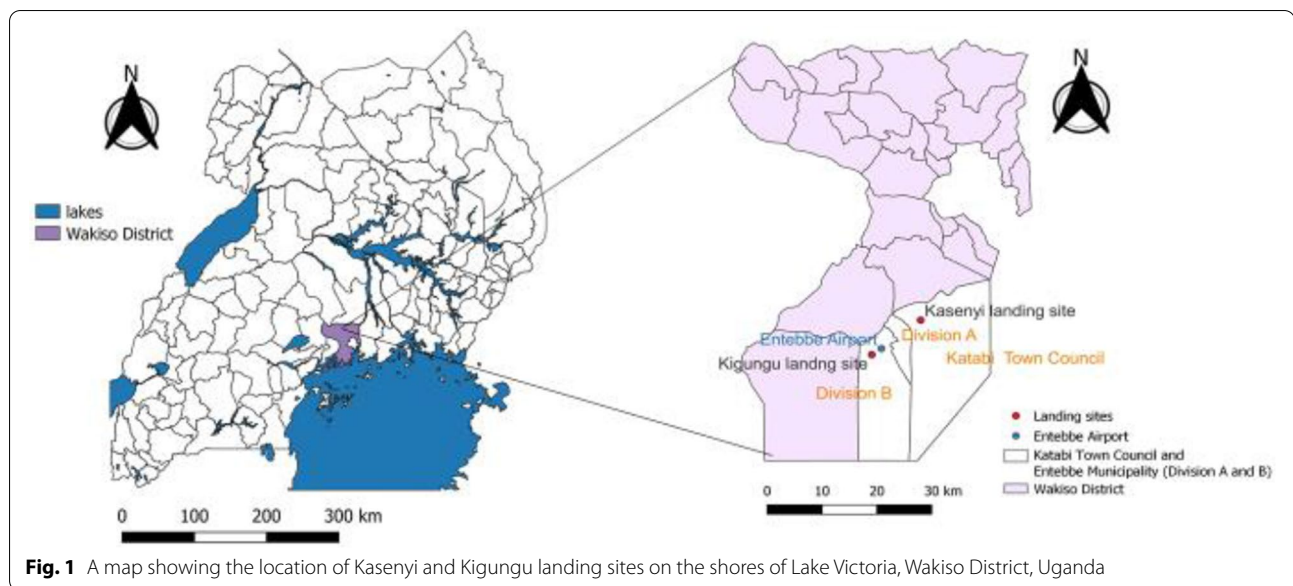 N
lakes
Wakiso District
0 100 200 300 km
N
Kasenyi landing site
Entebbe Airport
Division A
Kigungu landng site
Katabi Town Council
Division B
Landing sites
Entebbe Airport
Katabi Town Council and
Entebbe Municipality (Division A and B)
Wakiso District
0 10 20 30 km
Fig. 1 A map showing the location of Kasenyi and Kigungu landing sites on the shores of Lake Victoria, Wakiso District, Uganda